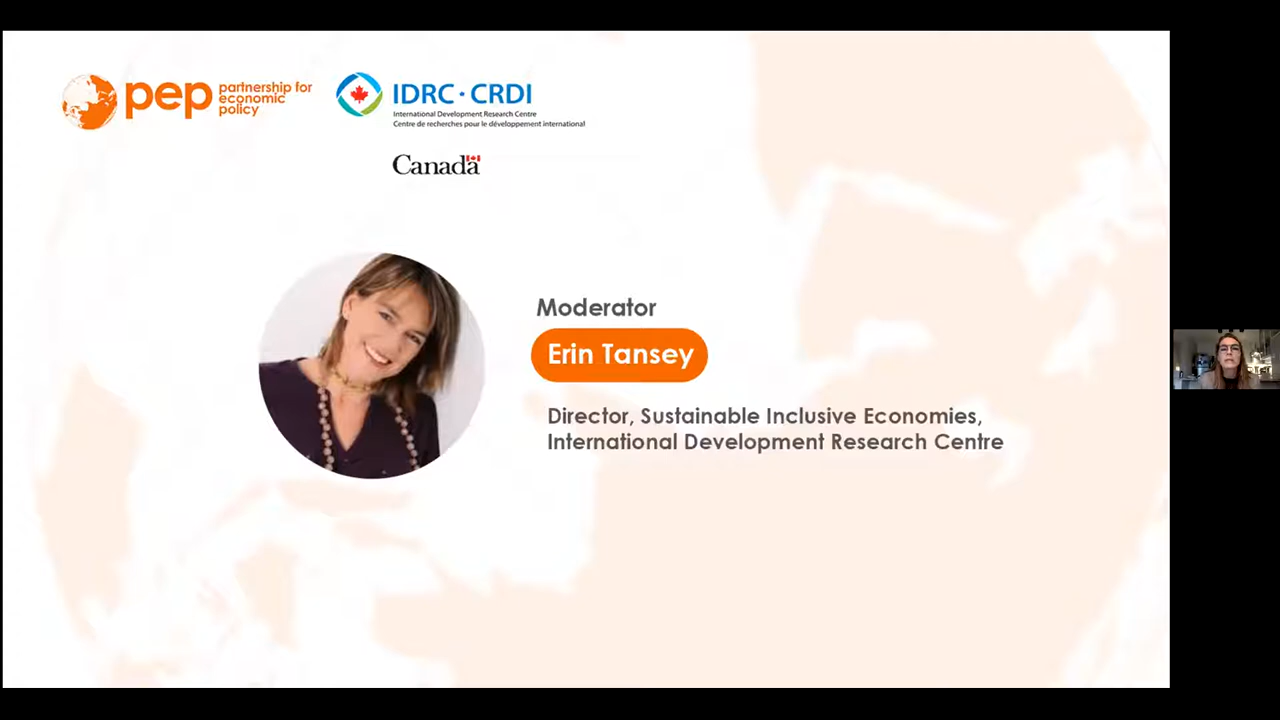 pep partnership for
economic
policy
IDRC · CRDI
International Development Research Centre
Centre de recherches pour le développement international
Canada
Moderator
Erin Tansey
Director, Sustainable Inclusive Economies,
International Development Research Centre